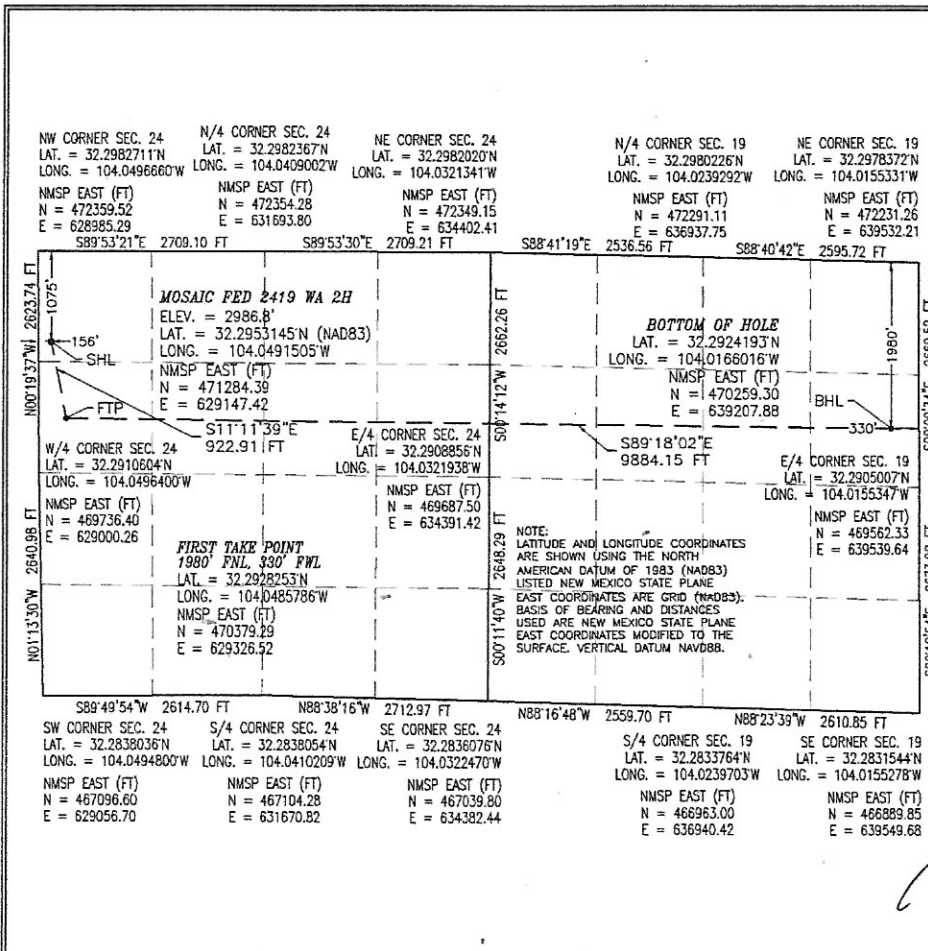 NW CORNER SEC. 24
LAT. = 32.2982711'N
LONG. = 104.0496660'W
NMSP EAST (FT)
N = 472359.52
E = 628985.29
N/4 CORNER SEC. 24
LAT. = 32.2982367'N
LONG. = 104.0409002'W
NMSP EAST (FT)
N = 472354.28
E = 631693.80
NE CORNER SEC. 24
LAT. = 32.2982020'N
LONG. = 104.0321341'W
NMSP EAST (FT)
N = 472349.15
E = 634402.41
N/4 CORNER SEC. 19
LAT. = 32.2980226'N
LONG. = 104.0239292'W
NMSP EAST (FT)
N = 472291.11
E = 636937.75
NE CORNER SEC. 19
LAT. = 32.2978372'N
LONG. = 104.0155331'W
NMSP EAST (FT)
N = 472231.26
E = 639532.21
S89°53'21"E 2709.10 FT
S89°53'30"E 2709.21 FT
S88°41'19"E 2536.56 FT
S88°40'42"E 2595.72 FT
N00°19'37"W 2623.74 FT
1075'
156'
SHL
FTP
MOSAIC FED 2419 WA 2H
ELEV. = 2986.8'
LAT. = 32.2953145'N (NAD83)
LONG. = 104.0491505'W
NMSP EAST (FT)
N = 471284.39
E = 629147.42
S11°11'39"E
922.91 FT
S00°14'12"W 2662.26 FT
BOTTOM OF HOLE
LAT. = 32.2924193'N
LONG. = 104.0166016'W
NMSP EAST (FT)
N = 470259.30
E = 639207.88
BHL
1980'
330'
S89°18'02"E
9884.15 FT
W/4 CORNER SEC. 24
LAT. = 32.2910604'N
LONG. = 104.0496400'W
NMSP EAST (FT)
N = 469736.40
E = 629000.26
E/4 CORNER SEC. 24
LAT. = 32.2908856'N
LONG. = 104.0321938'W
NMSP EAST (FT)
N = 469687.50
E = 634391.42
E/4 CORNER SEC. 19
LAT. = 32.2905007'N
LONG. = 104.0155347'W
NMSP EAST (FT)
N = 469562.33
E = 639539.64
N01°13'30"W 2640.98 FT
FIRST TAKE POINT
1980' FNL, 330' FWL
LAT. = 32.2928253'N
LONG. = 104.0485786'W
NMSP EAST (FT)
N = 470379.29
E = 629326.52
S00°11'40"W 2648.29 FT
NOTE:
LATITUDE AND LONGITUDE COORDINATES
ARE SHOWN USING THE NORTH
AMERICAN DATUM OF 1983 (NAD83)
LISTED NEW MEXICO STATE PLANE
EAST COORDINATES ARE GRID (NAD83).
BASIS OF BEARING AND DISTANCES
USED ARE NEW MEXICO STATE PLANE
EAST COORDINATES MODIFIED TO THE
SURFACE. VERTICAL DATUM NAVD88.
S89°49'54"W 2614.70 FT
N88°38'16"W 2712.97 FT
N88°16'48"W 2559.70 FT
N88°23'39"W 2610.85 FT
SW CORNER SEC. 24
LAT. = 32.2838036'N
LONG. = 104.0494800'W
NMSP EAST (FT)
N = 467096.60
E = 629056.70
S/4 CORNER SEC. 24
LAT. = 32.2838054'N
LONG. = 104.0410209'W
NMSP EAST (FT)
N = 467104.28
E = 631670.82
SE CORNER SEC. 24
LAT. = 32.2836076'N
LONG. = 104.0322470'W
NMSP EAST (FT)
N = 467039.80
E = 634382.44
S/4 CORNER SEC. 19
LAT. = 32.2833764'N
LONG. = 104.0239703'W
NMSP EAST (FT)
N = 466963.00
E = 636940.42
SE CORNER SEC. 19
LAT. = 32.2831544'N
LONG. = 104.0155278'W
NMSP EAST (FT)
N = 466889.85
E = 639549.68